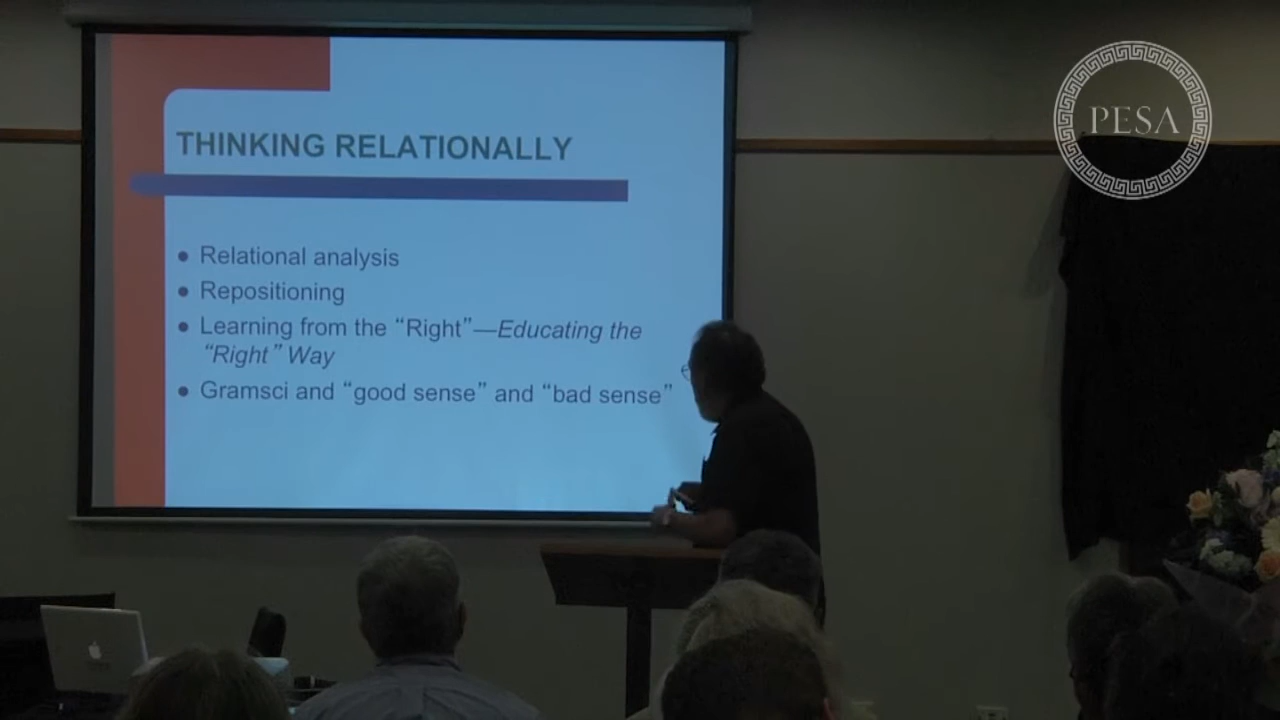 THINKING RELATIONALLY
● Relational analysis
● Repositioning
● Learning from the “Right”—Educating the
“Right” Way
● Gramsci and “good sense” and “bad sense”
PESA